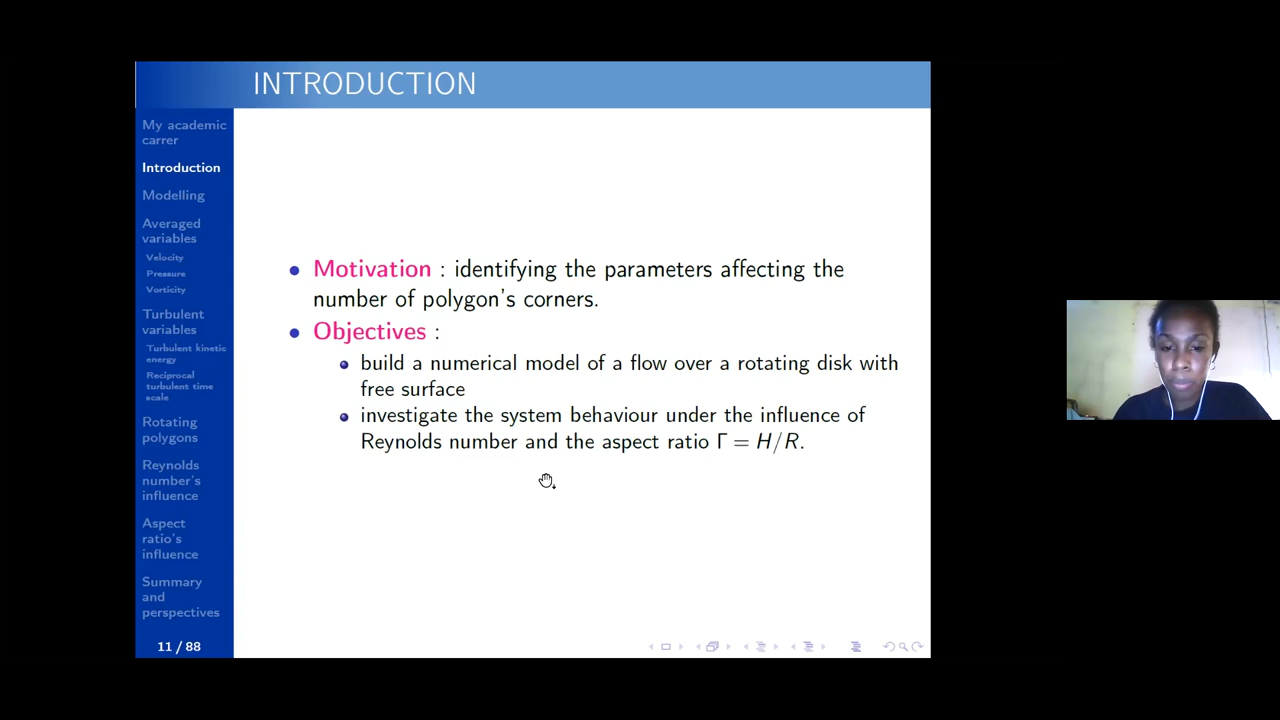 INTRODUCTION
My academic
carrer
Introduction
Modelling
Averaged
variables
Velocity
Pressure
Vorticity
Turbulent
variables
Turbulent kinetic
energy
Reciprocal
turbulent time
scale
Rotating
polygons
Reynolds
number's
influence
Aspect
ratio's
influence
Summary
and
perspectives
11 / 88
Motivation : identifying the parameters affecting the
number of polygon's corners.
Objectives :
build a numerical model of a flow over a rotating disk with
free surface
investigate the system behaviour under the influence of
Reynolds number and the aspect ratio Γ = H/R.